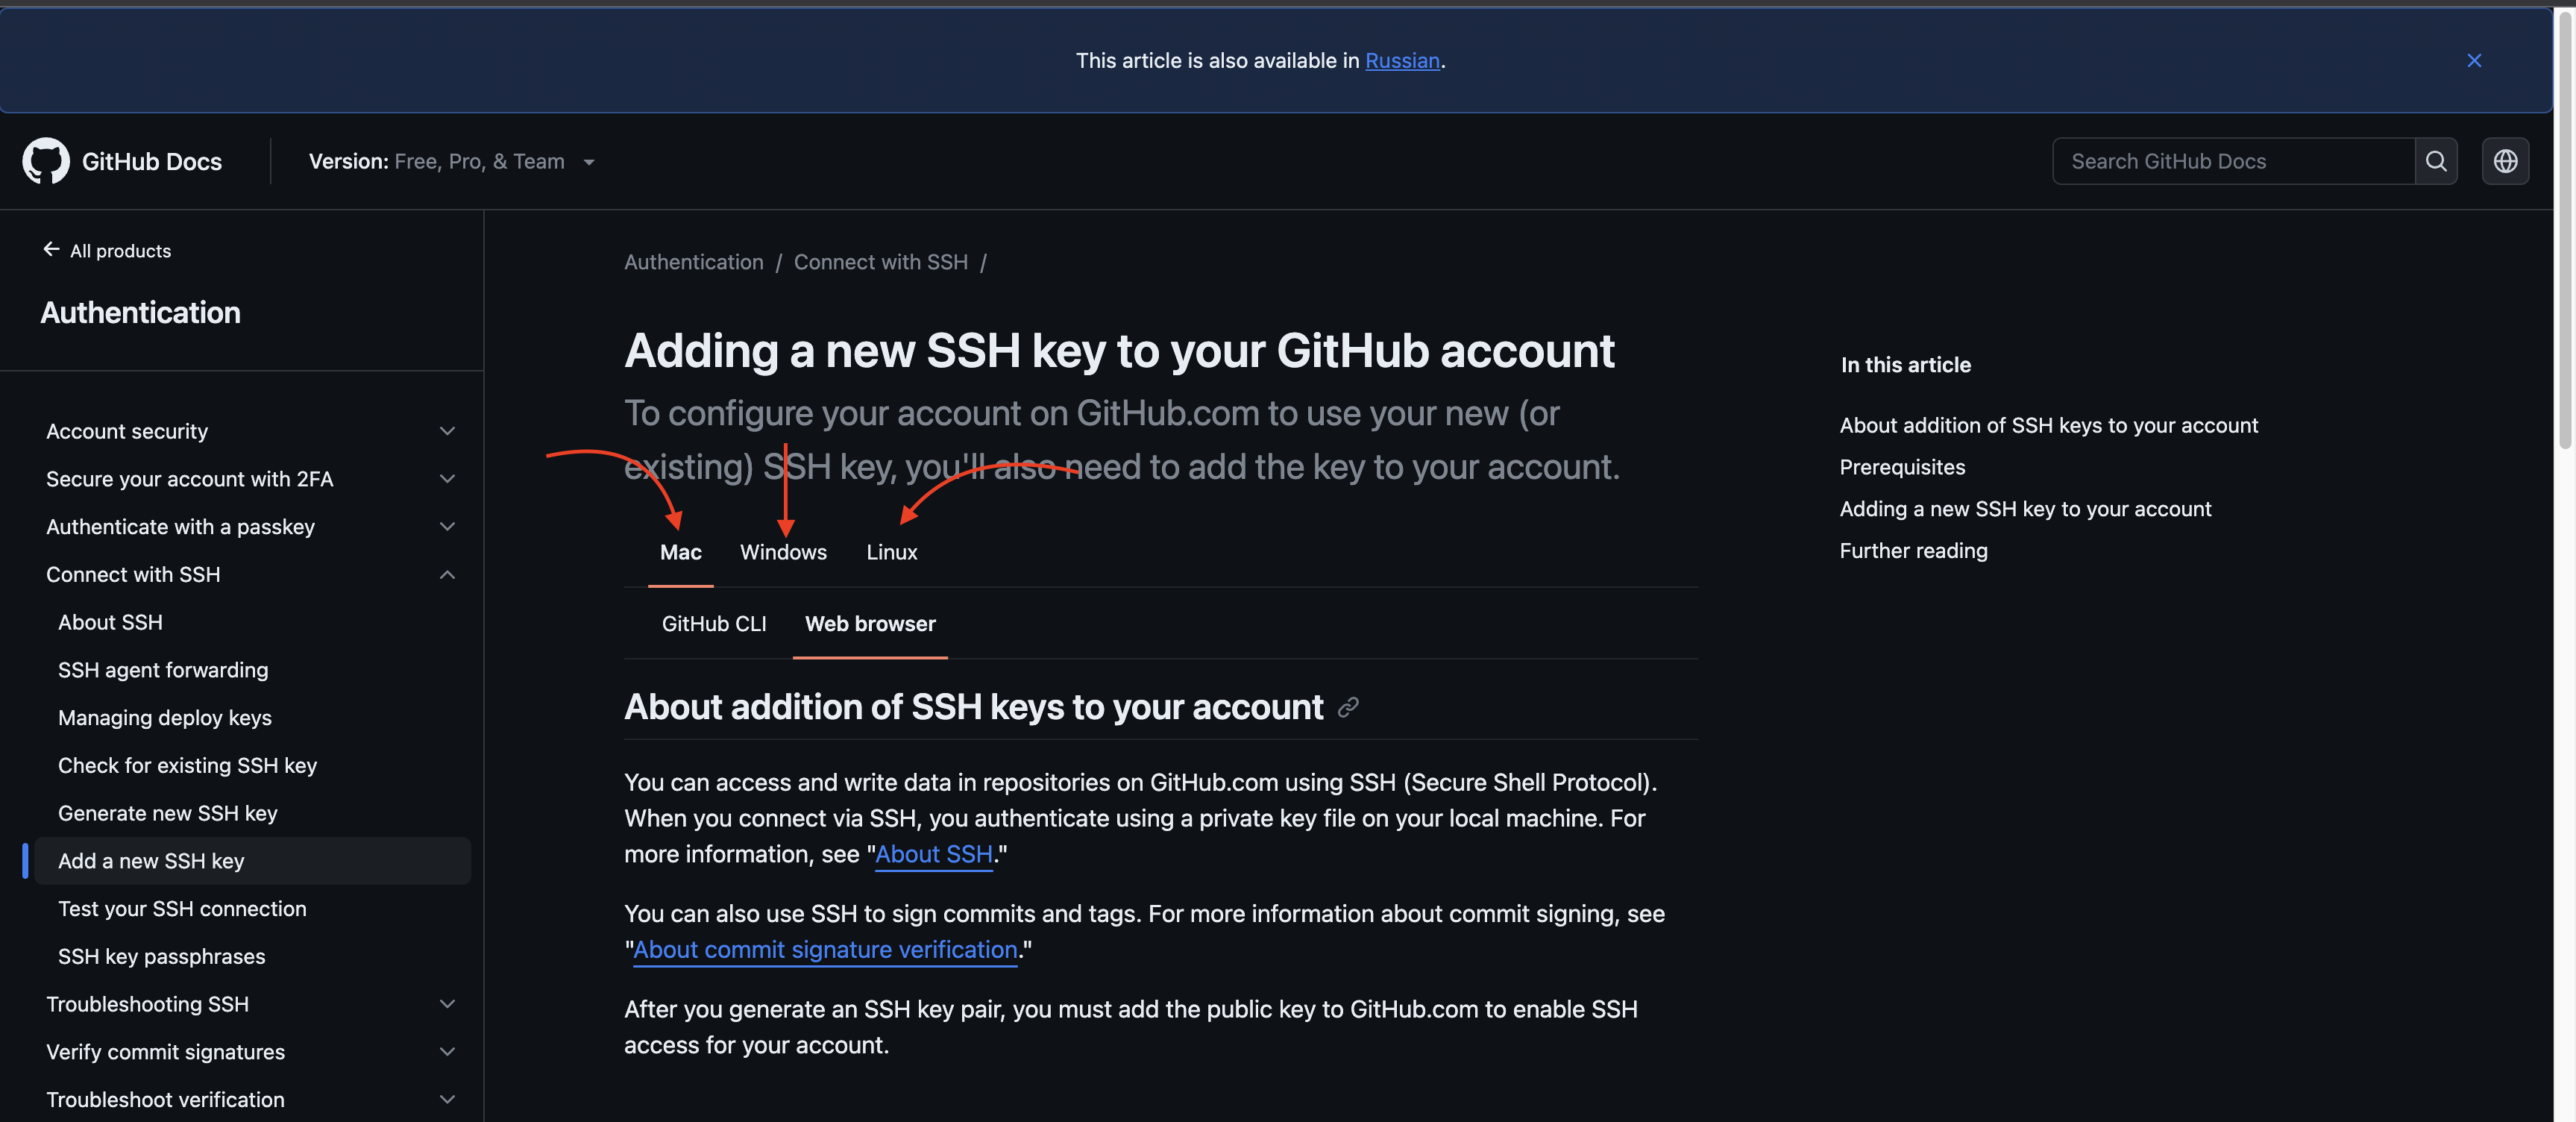 This article is also available in Russian.
GitHub Docs
Version: Free, Pro, & Team
Search GitHub Docs
All products
Authentication
Account security
Secure your account with 2FA
Authenticate with a passkey
Connect with SSH
About SSH
SSH agent forwarding
Managing deploy keys
Check for existing SSH key
Generate new SSH key
Add a new SSH key
Test your SSH connection
SSH key passphrases
Troubleshooting SSH
Verify commit signatures
Troubleshoot verification
Authentication / Connect with SSH /
Adding a new SSH key to your GitHub account
To configure your account on GitHub.com to use your new (or
existing) SSH key, you'll also need to add the key to your account.
Mac Windows Linux
GitHub CLI Web browser
About addition of SSH keys to your account
You can access and write data in repositories on GitHub.com using SSH (Secure Shell Protocol).
When you connect via SSH, you authenticate using a private key file on your local machine. For
more information, see "About SSH."
You can also use SSH to sign commits and tags. For more information about commit signing, see
"About commit signature verification."
After you generate an SSH key pair, you must add the public key to GitHub.com to enable SSH
access for your account.
In this article
About addition of SSH keys to your account
Prerequisites
Adding a new SSH key to your account
Further reading